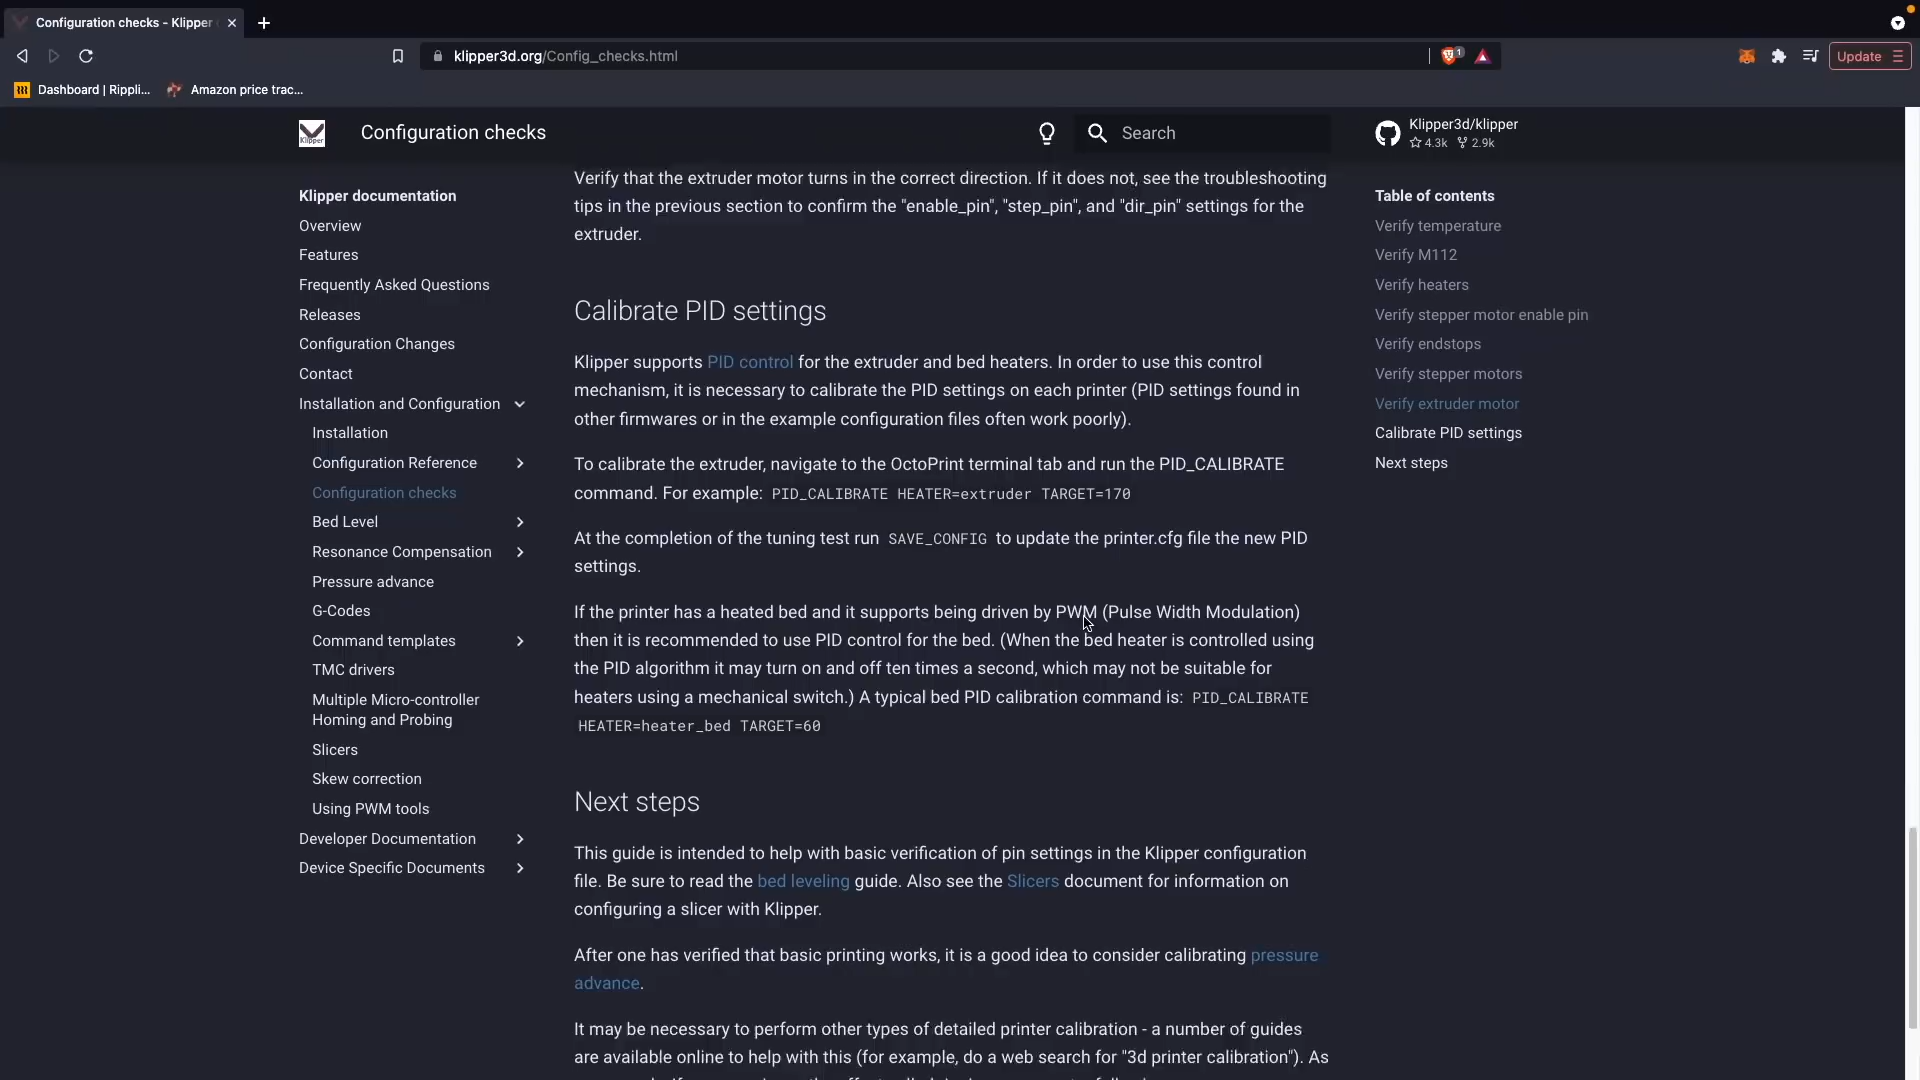 Configuration checks - Klipper
klipper3d.org/Config_checks.html
1
Update
Dashboard | Rippli...
Amazon price trac...
Klipper
Configuration checks
Search
Klipper3d/klipper
4.3k 2.9k
Klipper documentation
Overview
Features
Frequently Asked Questions
Releases
Configuration Changes
Contact
Installation and Configuration
Installation
Configuration Reference
Configuration checks
Bed Level
Resonance Compensation
Pressure advance
G-Codes
Command templates
TMC drivers
Multiple Micro-controller
Homing and Probing
Slicers
Skew correction
Using PWM tools
Developer Documentation
Device Specific Documents
Verify that the extruder motor turns in the correct direction. If it does not, see the troubleshooting
tips in the previous section to confirm the "enable_pin", "step_pin", and "dir_pin" settings for the
extruder.
Calibrate PID settings
Klipper supports PID control for the extruder and bed heaters. In order to use this control
mechanism, it is necessary to calibrate the PID settings on each printer (PID settings found in
other firmwares or in the example configuration files often work poorly).
To calibrate the extruder, navigate to the OctoPrint terminal tab and run the PID_CALIBRATE
command. For example: PID_CALIBRATE HEATER=extruder TARGET=170
At the completion of the tuning test run SAVE_CONFIG to update the printer.cfg file the new PID
settings.
If the printer has a heated bed and it supports being driven by PWM (Pulse Width Modulation)
then it is recommended to use PID control for the bed. (When the bed heater is controlled using
the PID algorithm it may turn on and off ten times a second, which may not be suitable for
heaters using a mechanical switch.) A typical bed PID calibration command is: PID_CALIBRATE
HEATER=heater_bed TARGET=60
Next steps
This guide is intended to help with basic verification of pin settings in the Klipper configuration
file. Be sure to read the bed leveling guide. Also see the Slicers document for information on
configuring a slicer with Klipper.
After one has verified that basic printing works, it is a good idea to consider calibrating pressure
advance.
It may be necessary to perform other types of detailed printer calibration - a number of guides
are available online to help with this (for example, do a web search for "3d printer calibration"). As
Table of contents
Verify temperature
Verify M112
Verify heaters
Verify stepper motor enable pin
Verify endstops
Verify stepper motors
Verify extruder motor
Calibrate PID settings
Next steps